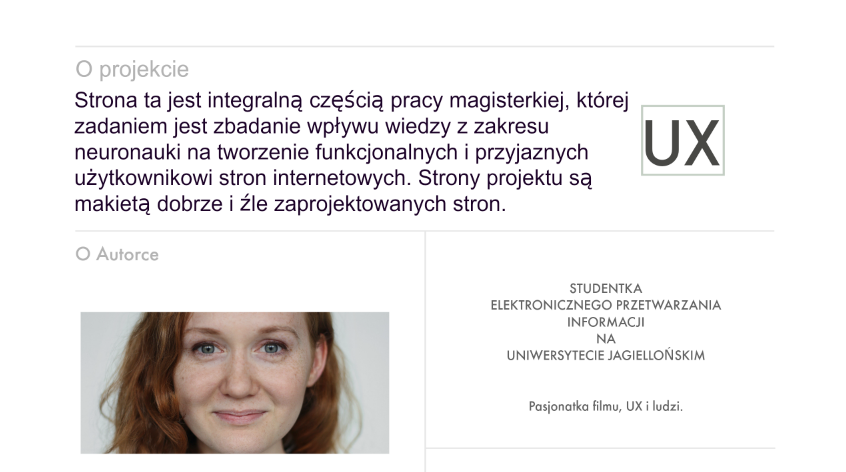 O projekcie
Strona ta jest integralną częścią pracy magisterkiej, której
zadaniem jest zbadanie wpływu wiedzy z zakresu
neuronauki na tworzenie funkcjonalnych i przyjaznych
użytkownikowi stron internetowych. Strony projektu są
makietą dobrze i źle zaprojektowanych stron.
UX
O Autorce
STUDENTKA
ELEKTRONICZNEGO PRZETWARZANIA
INFORMACJI
NA
UNIWERSYTECIE JAGIELLOŃSKIM
Pasjonatka filmu, UX i ludzi.